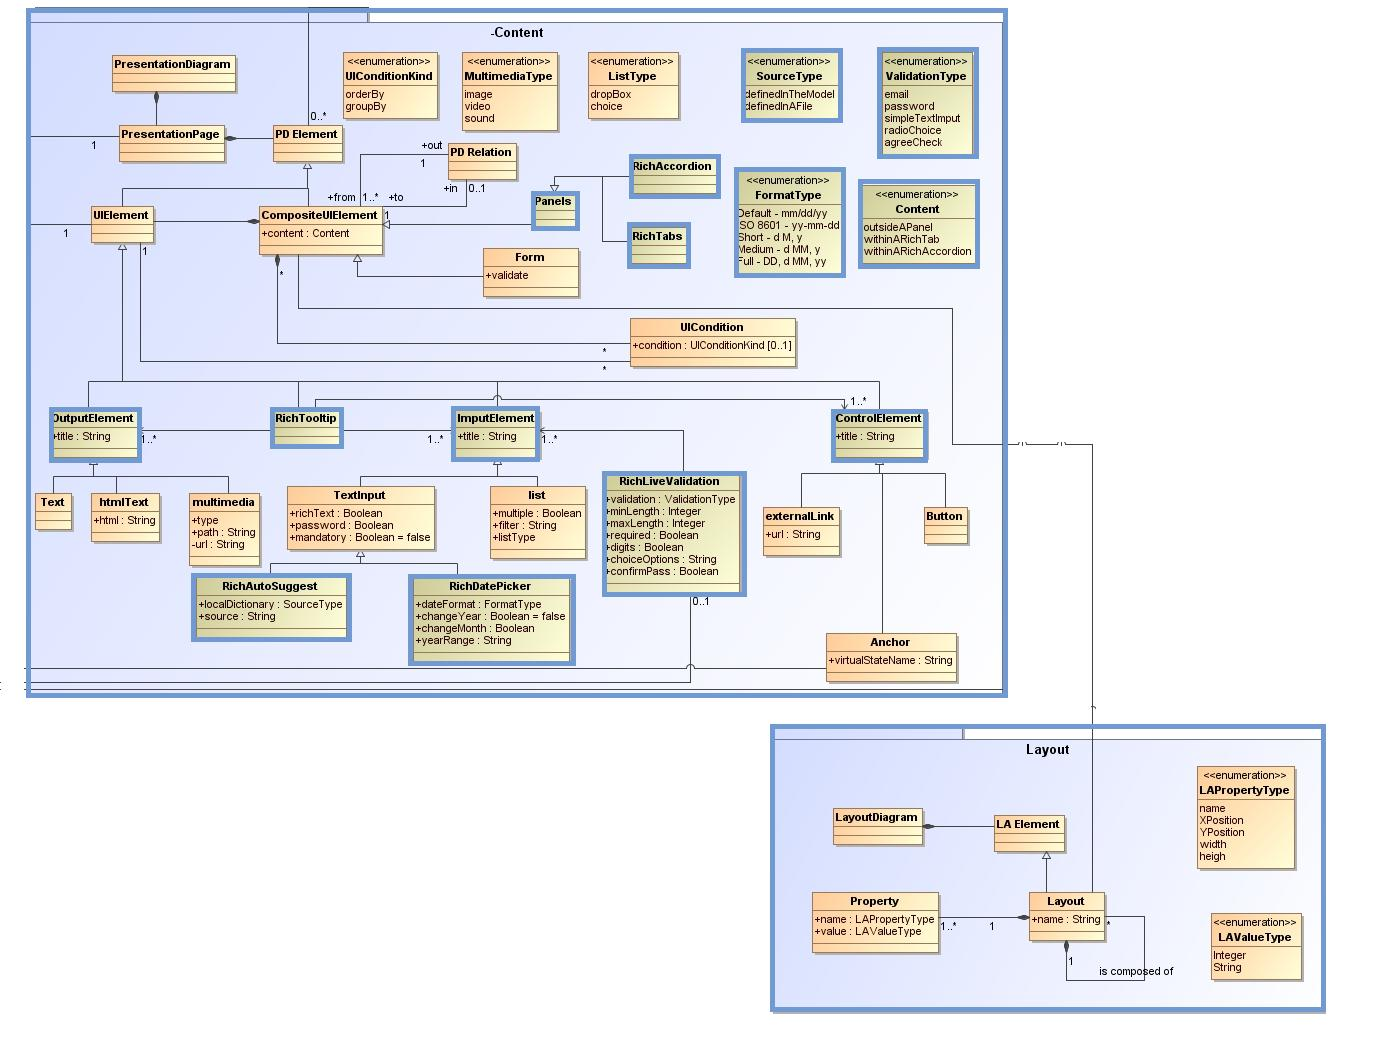 -Content
PresentationDiagram
<<enumeration>>
UIConditionKind
orderBy
groupBy
<<enumeration>>
MultimediaType
image
video
sound
<<enumeration>>
ListType
dropBox
choice
<<enumeration>>
SourceType
definedInTheModel
definedInAFile
<<enumeration>>
ValidationType
email
password
simpleTextImput
radioChoice
agreeCheck
0..*
1
PresentationPage
PD Element
+out
1
PD Relation
+in
0..1
+from
1..*
+to
1
RichAccordion
Panels
RichTabs
<<enumeration>>
FormatType
Default - mm/dd/yy
ISO 8601 - yy-mm-dd
Short - d M, y
Medium - d MM, y
Full - DD, d MM, yy
<<enumeration>>
Content
outsideAPanel
withinARichTab
withinARichAccordion
1
UIElement
1
CompositeUIElement
+content : Content
*
Form
+validate
UICondition
+condition : UIConditionKind [0..1]
*
*
OutputElement
+title : String
1..*
RichTooltip
1..*
ImputElement
+title : String
1..*
1..*
ControlElement
+title : String
Text
htmlText
+html : String
multimedia
+type
+path : String
-url : String
TextInput
+richText : Boolean
+password : Boolean
+mandatory : Boolean = false
list
+multiple : Boolean
+filter : String
+listType
RichLiveValidation
+validation : ValidationType
+minLength : Integer
+maxLength : Integer
+required : Boolean
+digits : Boolean
+choiceOptions : String
+confirmPass : Boolean
0..1
externalLink
+url : String
Button
RichAutoSuggest
+localDictionary : SourceType
+source : String
RichDatePicker
+dateFormat : FormatType
+changeYear : Boolean = false
+changeMonth : Boolean
+yearRange : String
Anchor
+virtualStateName : String
Layout
<<enumeration>>
LAPropertyType
name
XPosition
YPosition
width
heigh
LayoutDiagram
LA Element
Property
+name : LAPropertyType
+value : LAValueType
1..*
1
Layout
+name : String
*
1
is composed of
<<enumeration>>
LAValueType
Integer
String